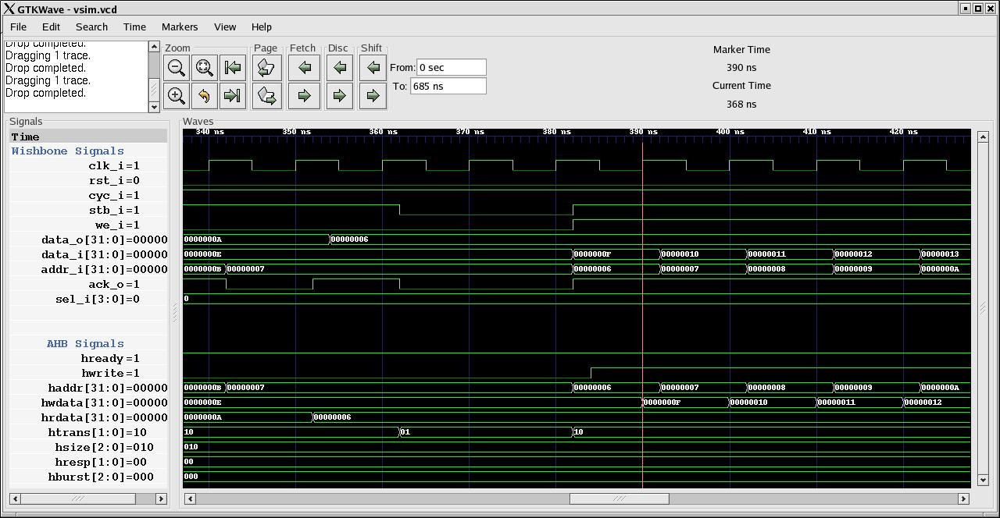 GTKWave - vsim.vcd
File Edit Search Time Markers View Help
Drop completed.
Dragging 1 trace.
Drop completed.
Dragging 1 trace.
Drop completed.
Zoom Page Fetch Disc Shift
From: 0 sec
To: 685 ns
Marker Time
390 ns
Current Time
368 ns
Signals
Waves
Time
340 ns 350 ns 360 ns 370 ns 380 ns 390 ns 400 ns 410 ns 420 ns
Wishbone Signals
clk_i=1
rst_i=0
cyc_i=1
stb_i=1
we_i=1
data_o[31:0]=00000 0000000A 00000006
data_i[31:0]=00000 0000000E 0000000F 00000010 00000011 00000012 00000013
addr_i[31:0]=00000 0000000B 00000007 00000006 00000007 00000008 00000009 0000000A
ack_o=1
sel_i[3:0]=0 0
AHB Signals
hready=1
hwrite=1
haddr[31:0]=00000 0000000B 00000007 00000006 00000007 00000008 00000009 0000000A
hwdata[31:0]=00000 0000000E 0000000F 00000010 00000011 00000012
hrdata[31:0]=00000 0000000A 00000006
htrans[1:0]=10 10 01 10
hsize[2:0]=010 010
hresp[1:0]=00 00
hburst[2:0]=000 000